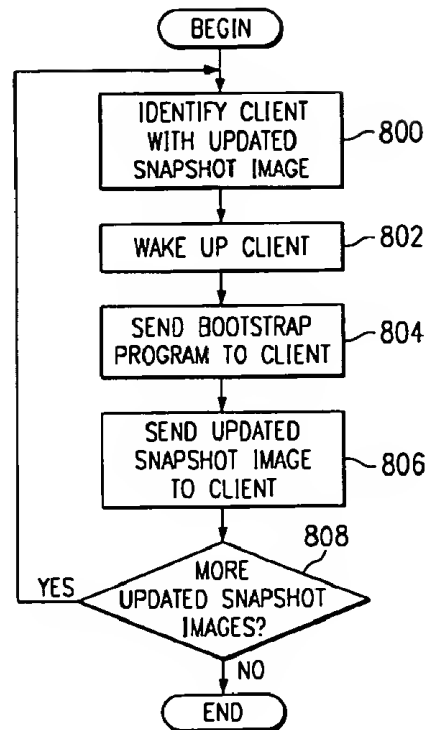 BEGIN
IDENTIFY CLIENT
WITH UPDATED
SNAPSHOT IMAGE
800
WAKE UP CLIENT
802
SEND BOOTSTRAP
PROGRAM TO CLIENT
804
SEND UPDATED
SNAPSHOT IMAGE
TO CLIENT
806
808
YES
MORE
UPDATED SNAPSHOT
IMAGES?
NO
END